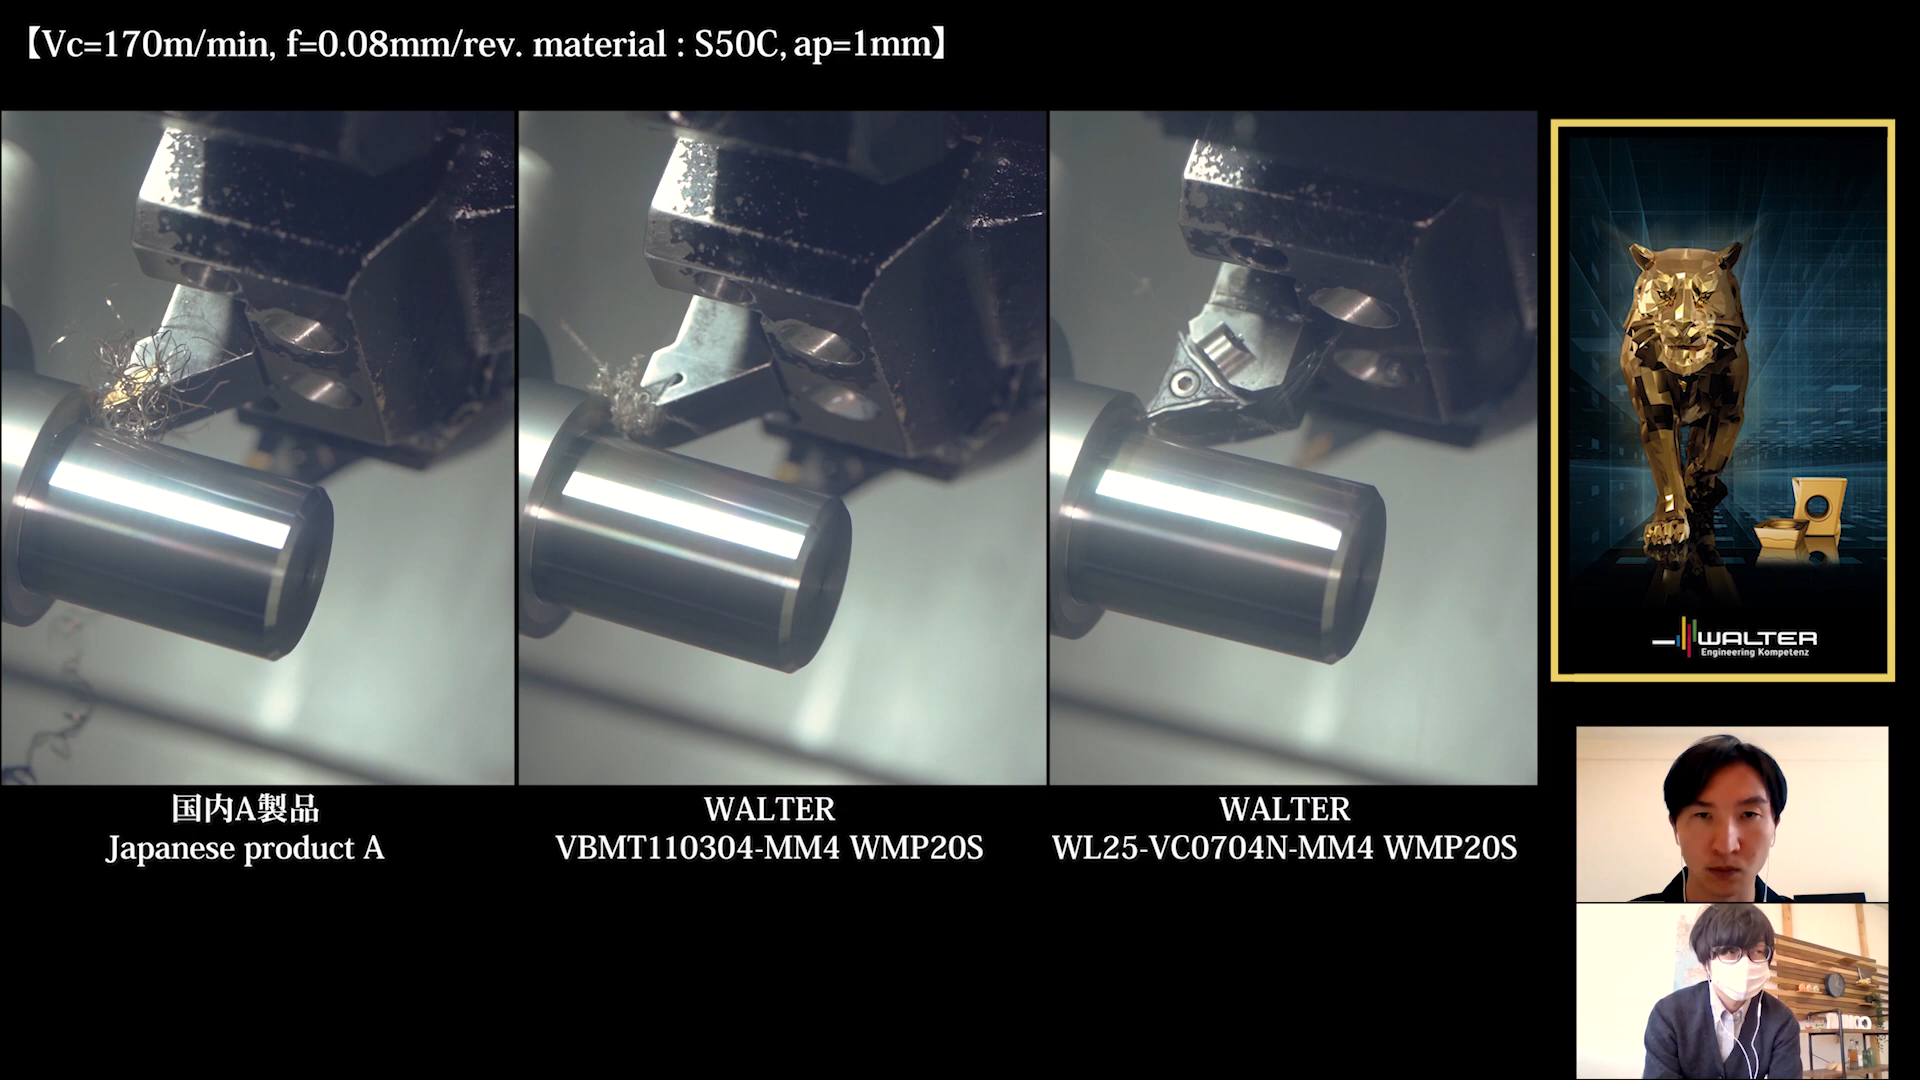 【Vc=170m/min, f=0.08mm/rev. material : S50C, ap=1mm】
国内A製品
Japanese product A
WALTER
VBMT110304-MM4 WMP20S
WALTER
WL25-VC0704N-MM4 WMP20S
WALTER
Engineering Kompetenz